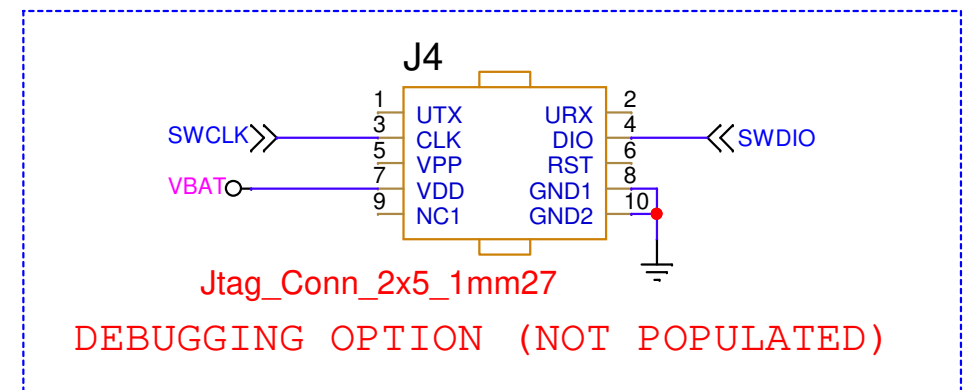 J4
1 UTX URX 2
SWCLK 3 CLK DIO 4 SWDIO
5 VPP RST 6
VBAT 7 VDD GND1 8
9 NC1 GND2 10
Jtag_Conn_2x5_1mm27
DEBUGGING OPTION (NOT POPULATED)